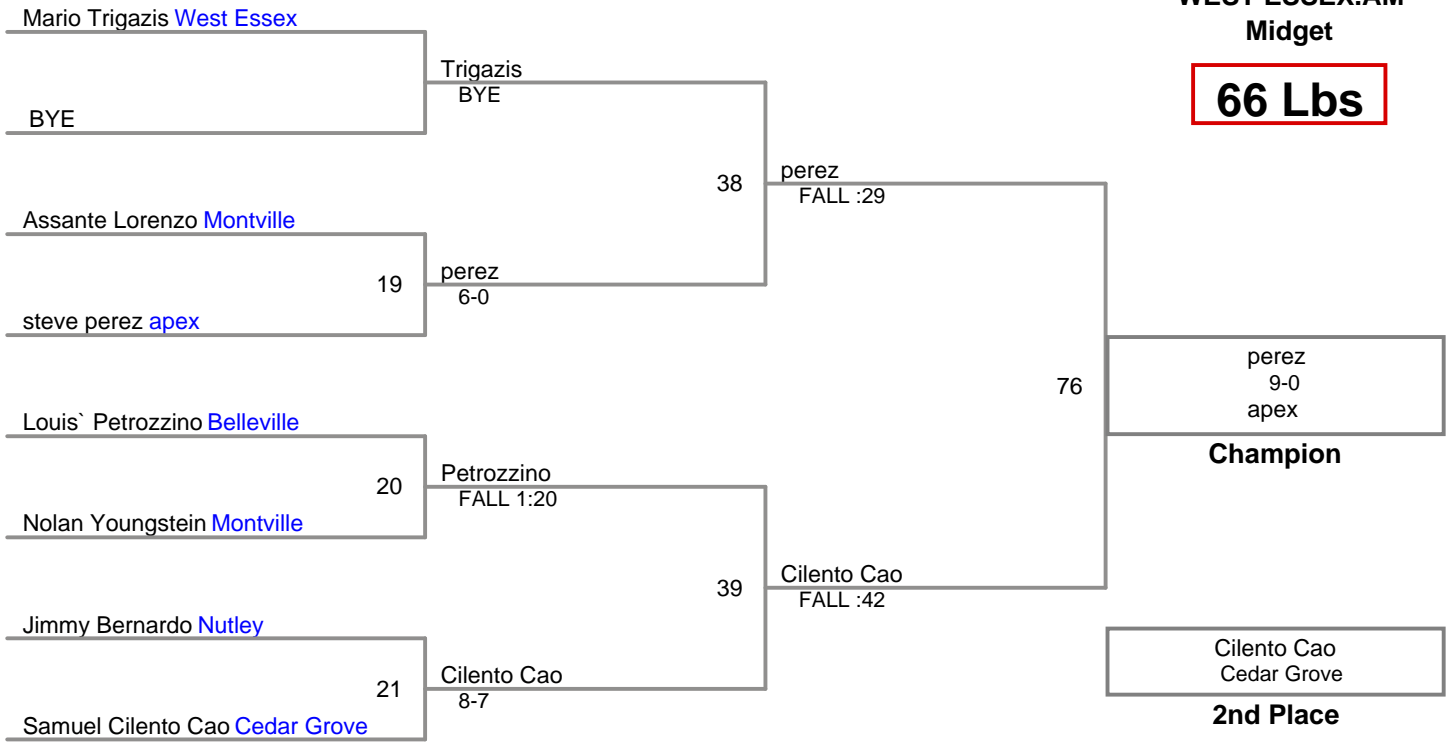 WEST ESSEX.AM
Midget
66 Lbs
Mario Trigazis West Essex
Trigazis
BYE
BYE
38
perez
FALL :29
Assante Lorenzo Montville
19
perez
6-0
steve perez apex
76
perez
9-0
apex
Champion
Louis` Petrozzino Belleville
20
Petrozzino
FALL 1:20
Nolan Youngstein Montville
39
Cilento Cao
FALL :42
Jimmy Bernardo Nutley
21
Cilento Cao
8-7
Samuel Cilento Cao Cedar Grove
Cilento Cao
Cedar Grove
2nd Place